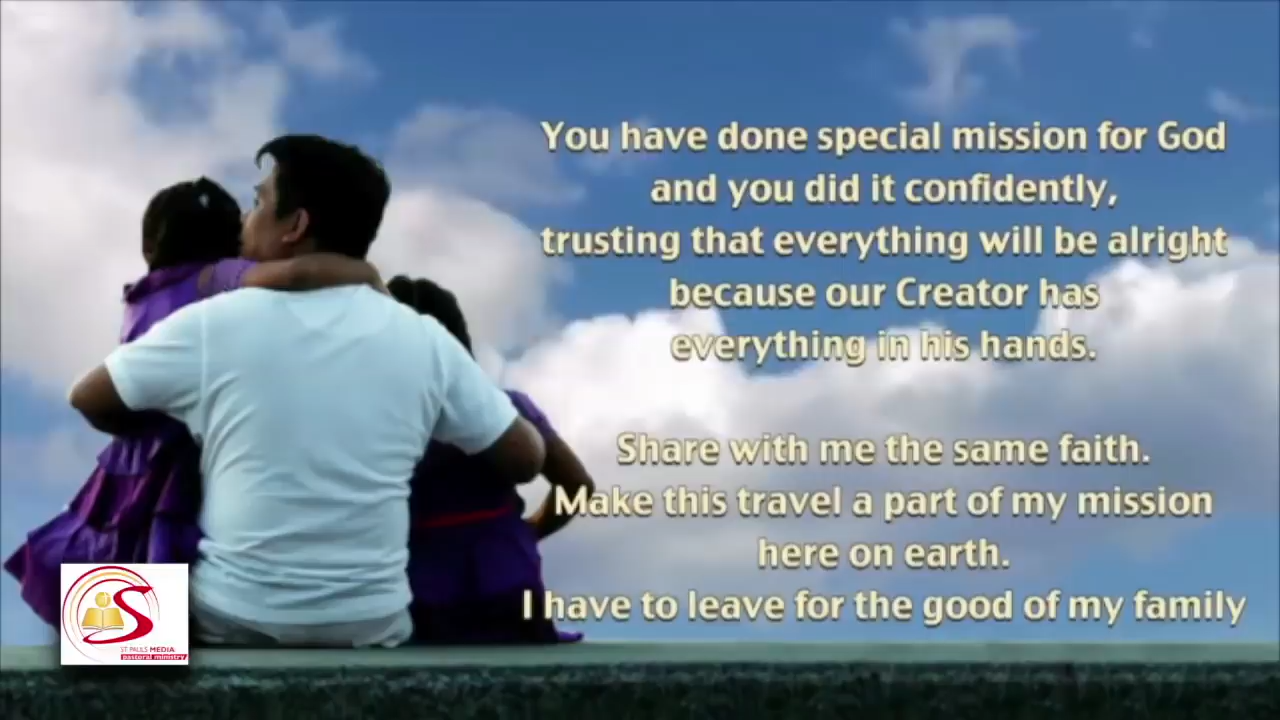 You have done special mission for God
and you did it confidently,
trusting that everything will be alright
because our Creator has
everything in his hands.
Share with me the same faith.
Make this travel a part of my mission
here on earth.
I have to leave for the good of my family
S
ST PAULS MEDIA
pastoral ministry